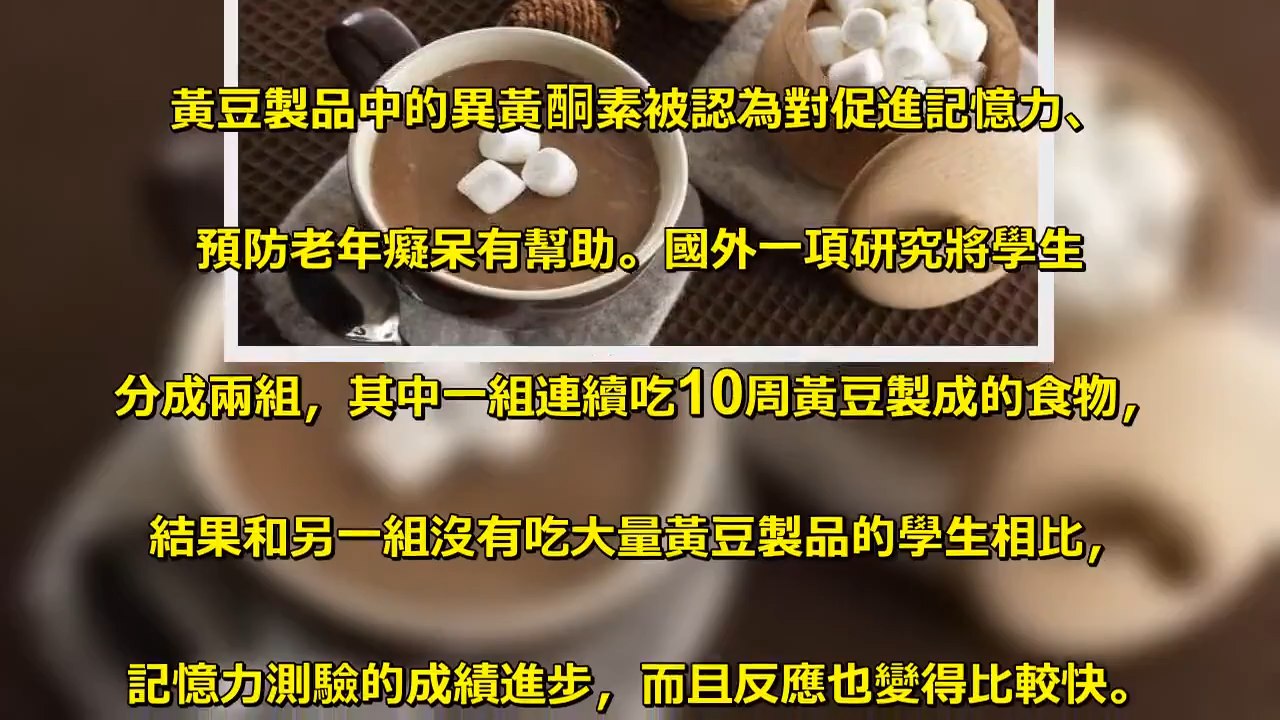 黃豆製品中的異黃酮素被認為對促進記憶力、
預防老年癡呆有幫助。國外一項研究將學生
分成兩組，其中一組連續吃10周黃豆製成的食物，
結果和另一組沒有吃大量黃豆製品的學生相比，
記憶力測驗的成績進步，而且反應也變得比較快。